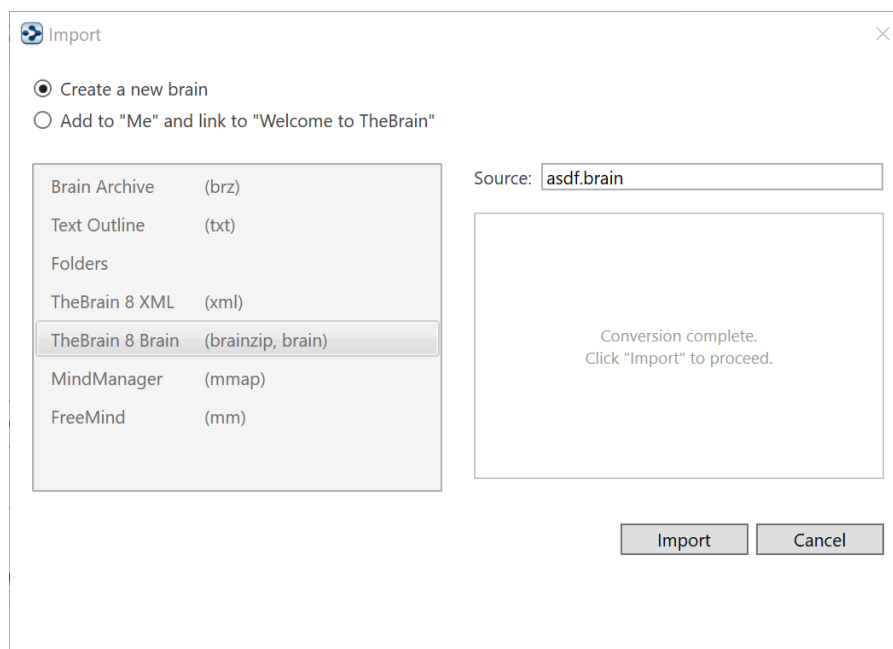 Import
Create a new brain
Add to "Me" and link to "Welcome to TheBrain"
Brain Archive (brz)
Text Outline (txt)
Folders
TheBrain 8 XML (xml)
TheBrain 8 Brain (brainzip, brain)
MindManager (mmap)
FreeMind (mm)
Source: asdf.brain
Conversion complete.
Click "Import" to proceed.
Import Cancel